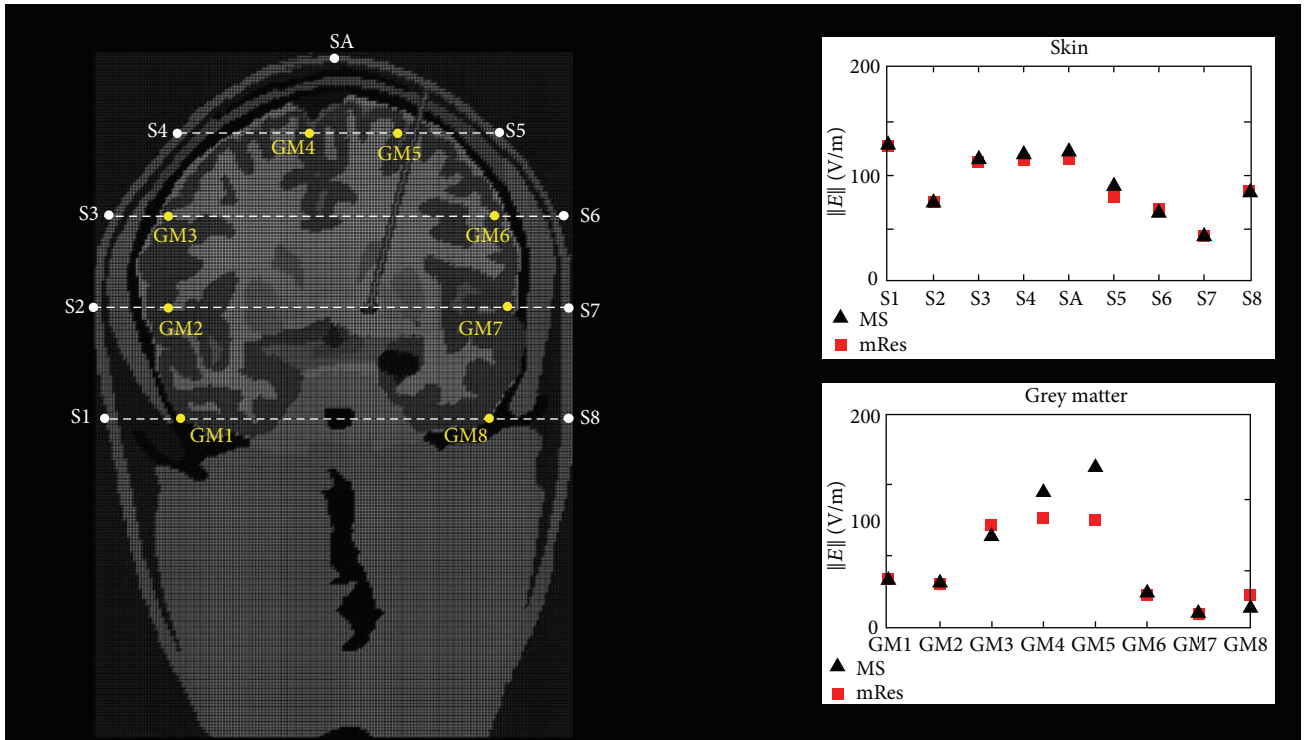 SA
S4
S5
GM4
GM5
S3
S6
GM3
GM6
S2
S7
GM2
GM7
S1
S8
GM1
GM8
Skin
200
100
0
||E|| (V/m)
S1 S2 S3 S4 SA S5 S6 S7 S8
MS
mRes
Grey matter
200
100
0
||E|| (V/m)
GM1 GM2 GM3 GM4 GM5 GM6 GM7 GM8
MS
mRes